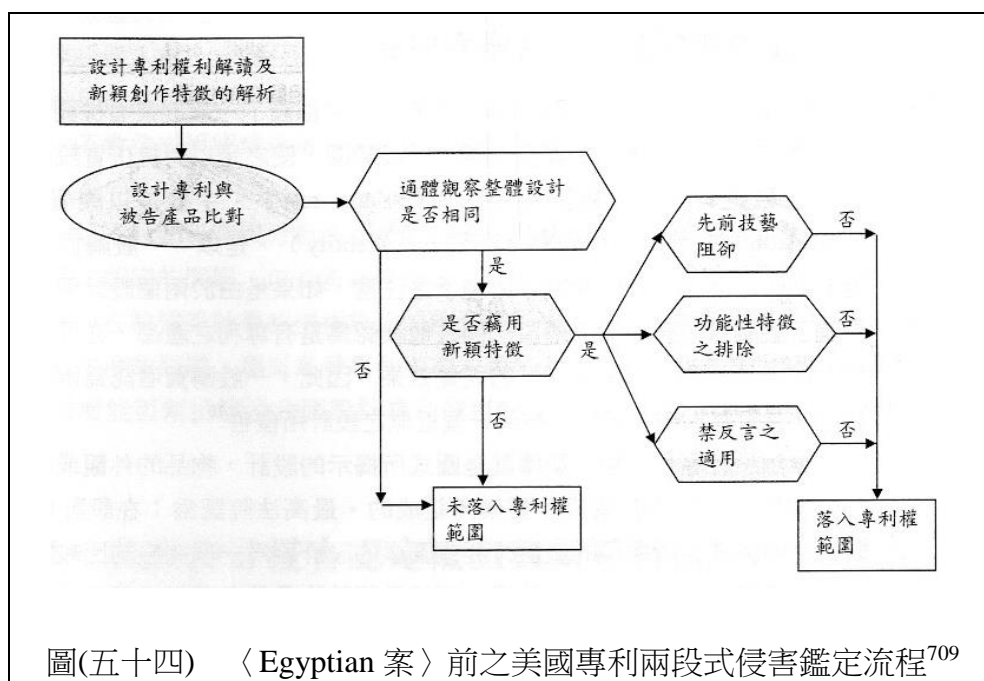 設計專利權利解讀及
新穎創作特徵的解析
設計專利與
被告產品比對
通體觀察整體設計
是否相同
是
否
是否竊用
新穎特徵
是
否
先前技藝
阻卻
否
功能性特徵
之排除
否
禁反言之
適用
否
未落入專利權
範圍
落入專利權
範圍
圖(五十四) 〈Egyptian 案〉前之美國專利兩段式侵害鑑定流程709